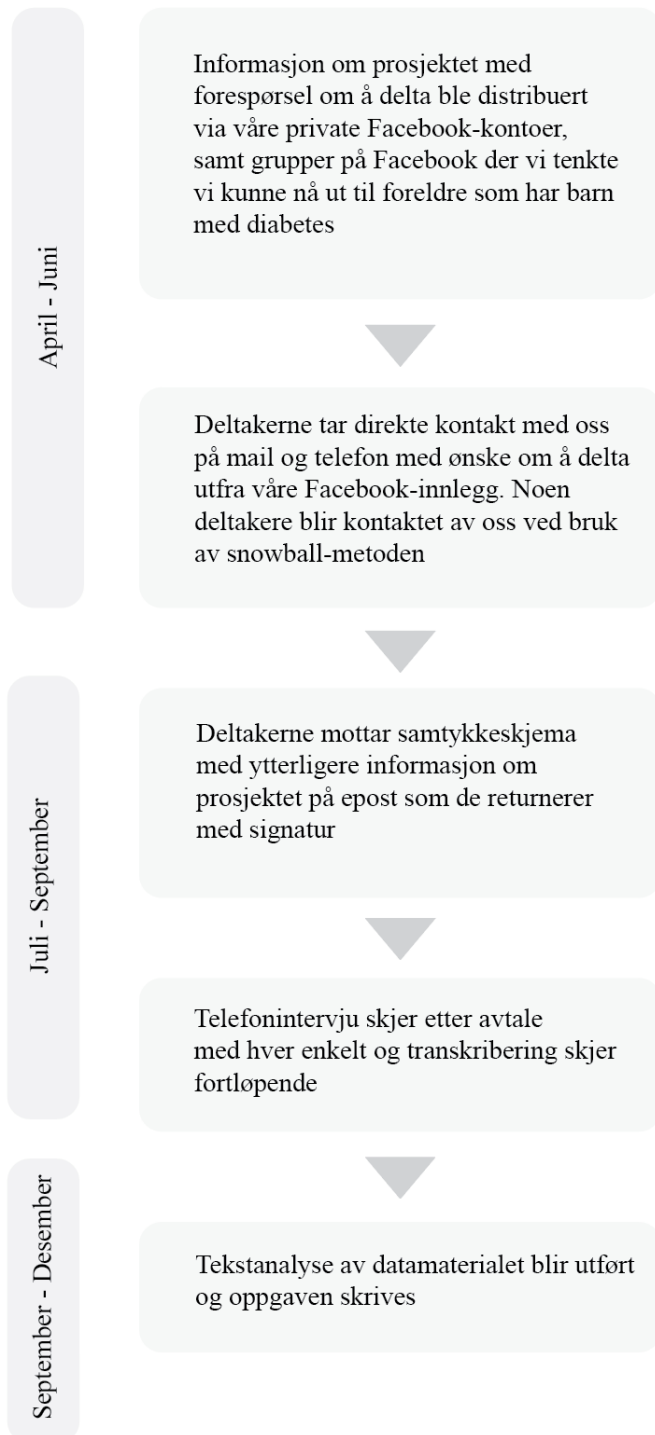 April - Juni
Informasjon om prosjektet med
forespørsel om å delta ble distribuert
via våre private Facebook-kontoer,
samt grupper på Facebook der vi tenkte
vi kunne nå ut til foreldre som har barn
med diabetes
Deltakerne tar direkte kontakt med oss
på mail og telefon med ønske om å delta
utfra våre Facebook-innlegg. Noen
deltakere blir kontaktet av oss ved bruk
av snowball-metoden
Juli - September
Deltakerne mottar samtykkeskjema
med ytterligere informasjon om
prosjektet på epost som de returnerer
med signatur
Telefonintervju skjer etter avtale
med hver enkelt og transkribering skjer
fortløpende
September - Desember
Tekstanalyse av datamaterialet blir utført
og oppgaven skrives